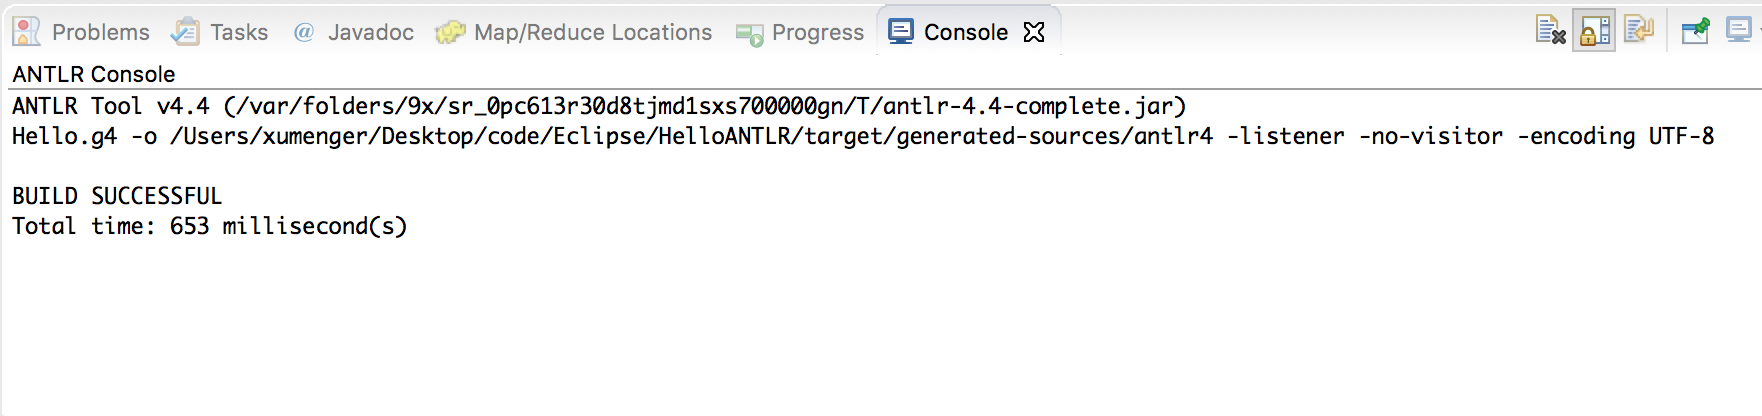 Problems Tasks @ Javadoc Map/Reduce Locations Progress Console
ANTLR Console
ANTLR Tool v4.4 (/var/folders/9x/sr_0pc613r30d8tjmd1sxs700000gn/T/antlr-4.4-complete.jar)
Hello.g4 -o /Users/xumenger/Desktop/code/Eclipse/HelloANTLR/target/generated-sources/antlr4 -listener -no-visitor -encoding UTF-8
BUILD SUCCESSFUL
Total time: 653 millisecond(s)